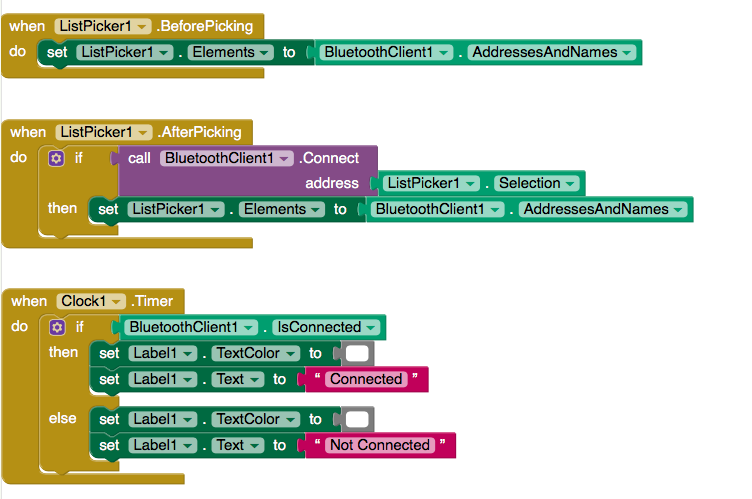 when ListPicker1 .BeforePicking
do set ListPicker1 . Elements to BluetoothClient1 . AddressesAndNames
when ListPicker1 .AfterPicking
do if call BluetoothClient1 .Connect
address ListPicker1 . Selection
then set ListPicker1 . Elements to BluetoothClient1 . AddressesAndNames
when Clock1 .Timer
do if BluetoothClient1 . IsConnected
then set Label1 . TextColor to
set Label1 . Text to “ Connected ”
else set Label1 . TextColor to
set Label1 . Text to “ Not Connected ”